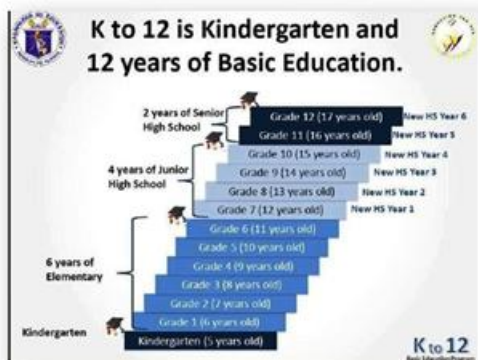 K to 12 is Kindergarten and
12 years of Basic Education.
2 years of Senior
High School
Grade 12 (17 years old)
New HS Year 6
Grade 11 (16 years old)
New HS Year 5
4 years of Junior
High School
Grade 10 (15 years old)
New HS Year 4
Grade 9 (14 years old)
New HS Year 3
Grade 8 (13 years old)
New HS Year 2
Grade 7 (12 years old)
New HS Year 1
6 years of
Elementary
Grade 6 (11 years old)
Grade 5 (10 years old)
Grade 4 (9 years old)
Grade 3 (8 years old)
Grade 2 (7 years old)
Grade 1 (6 years old)
Kindergarten
Kindergarten (5 years old)
K to 12
Basic Education Program